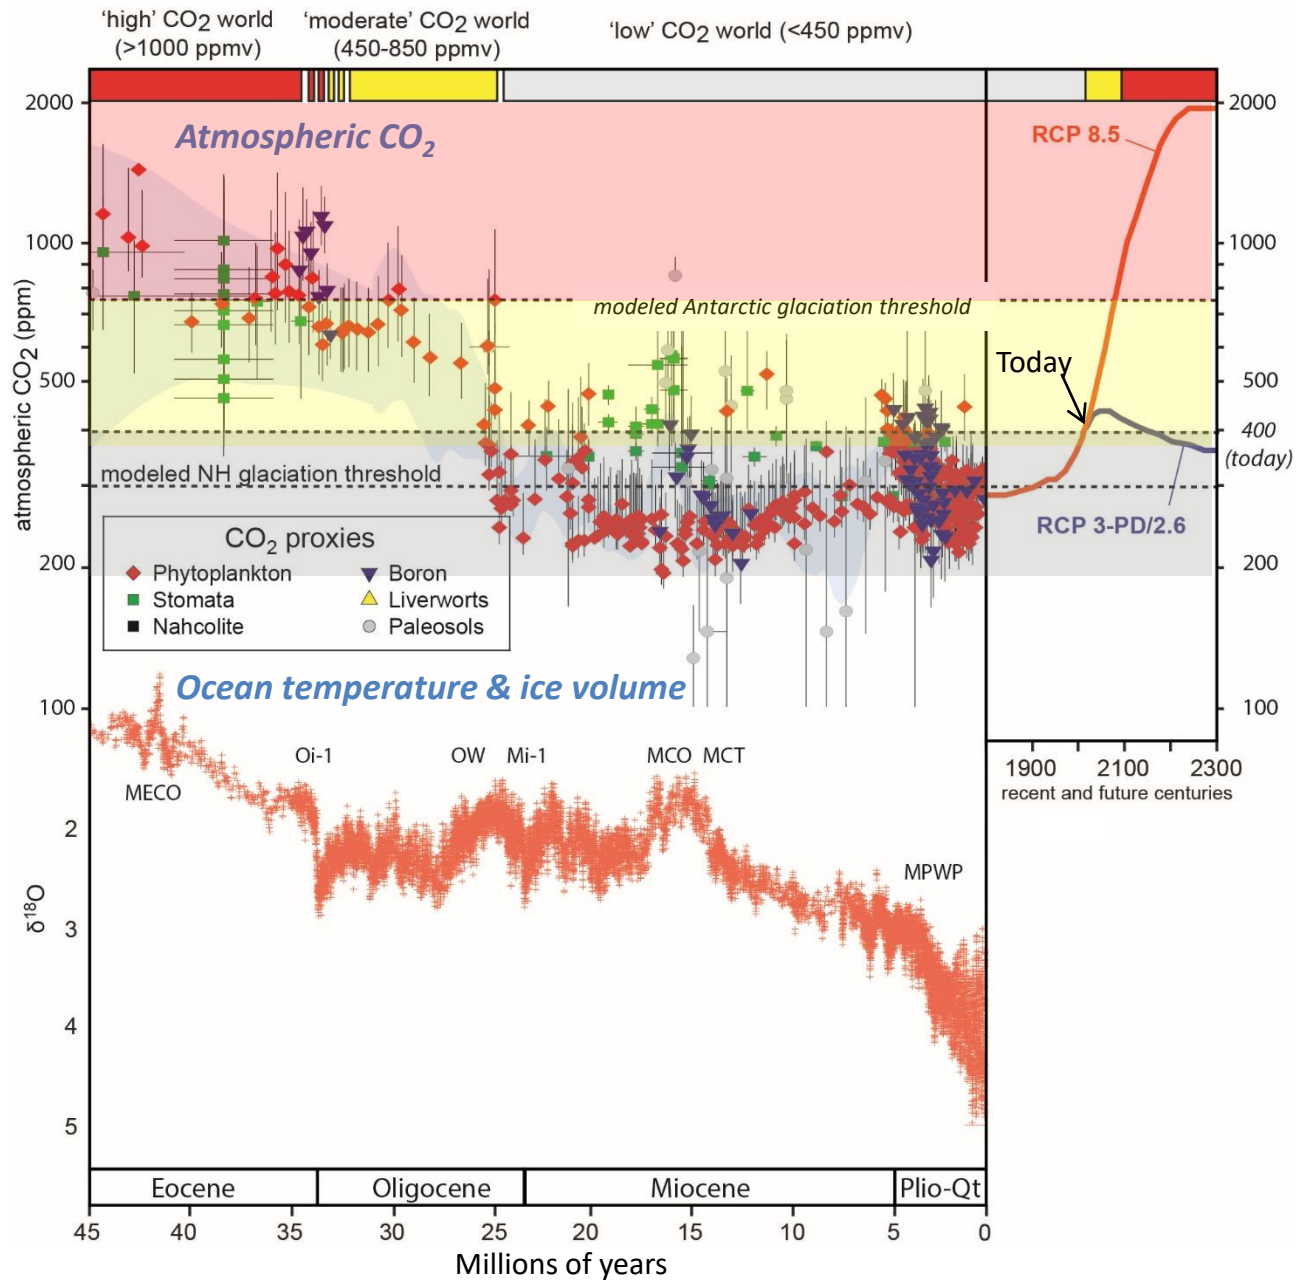 'high' CO2 world
(>1000 ppmv)
'moderate' CO2 world
(450-850 ppmv)
'low' CO2 world (<450 ppmv)
2000
1000
500
400
300
200
100
atmospheric CO2 (ppm)
Atmospheric CO2
modeled Antarctic glaciation threshold
modeled NH glaciation threshold
CO2 proxies
Phytoplankton
Stomata
Nahcolite
Boron
Liverworts
Paleosols
RCP 8.5
Today
RCP 3-PD/2.6
2000
1000
500
400
(today)
300
200
100
1900
2100
2300
recent and future centuries
Ocean temperature & ice volume
MECO
Oi-1
OW
Mi-1
MCO
MCT
MPWP
δ18O
2
3
4
5
Eocene
Oligocene
Miocene
Plio-Qt
45
40
35
30
25
20
15
10
5
0
Millions of years